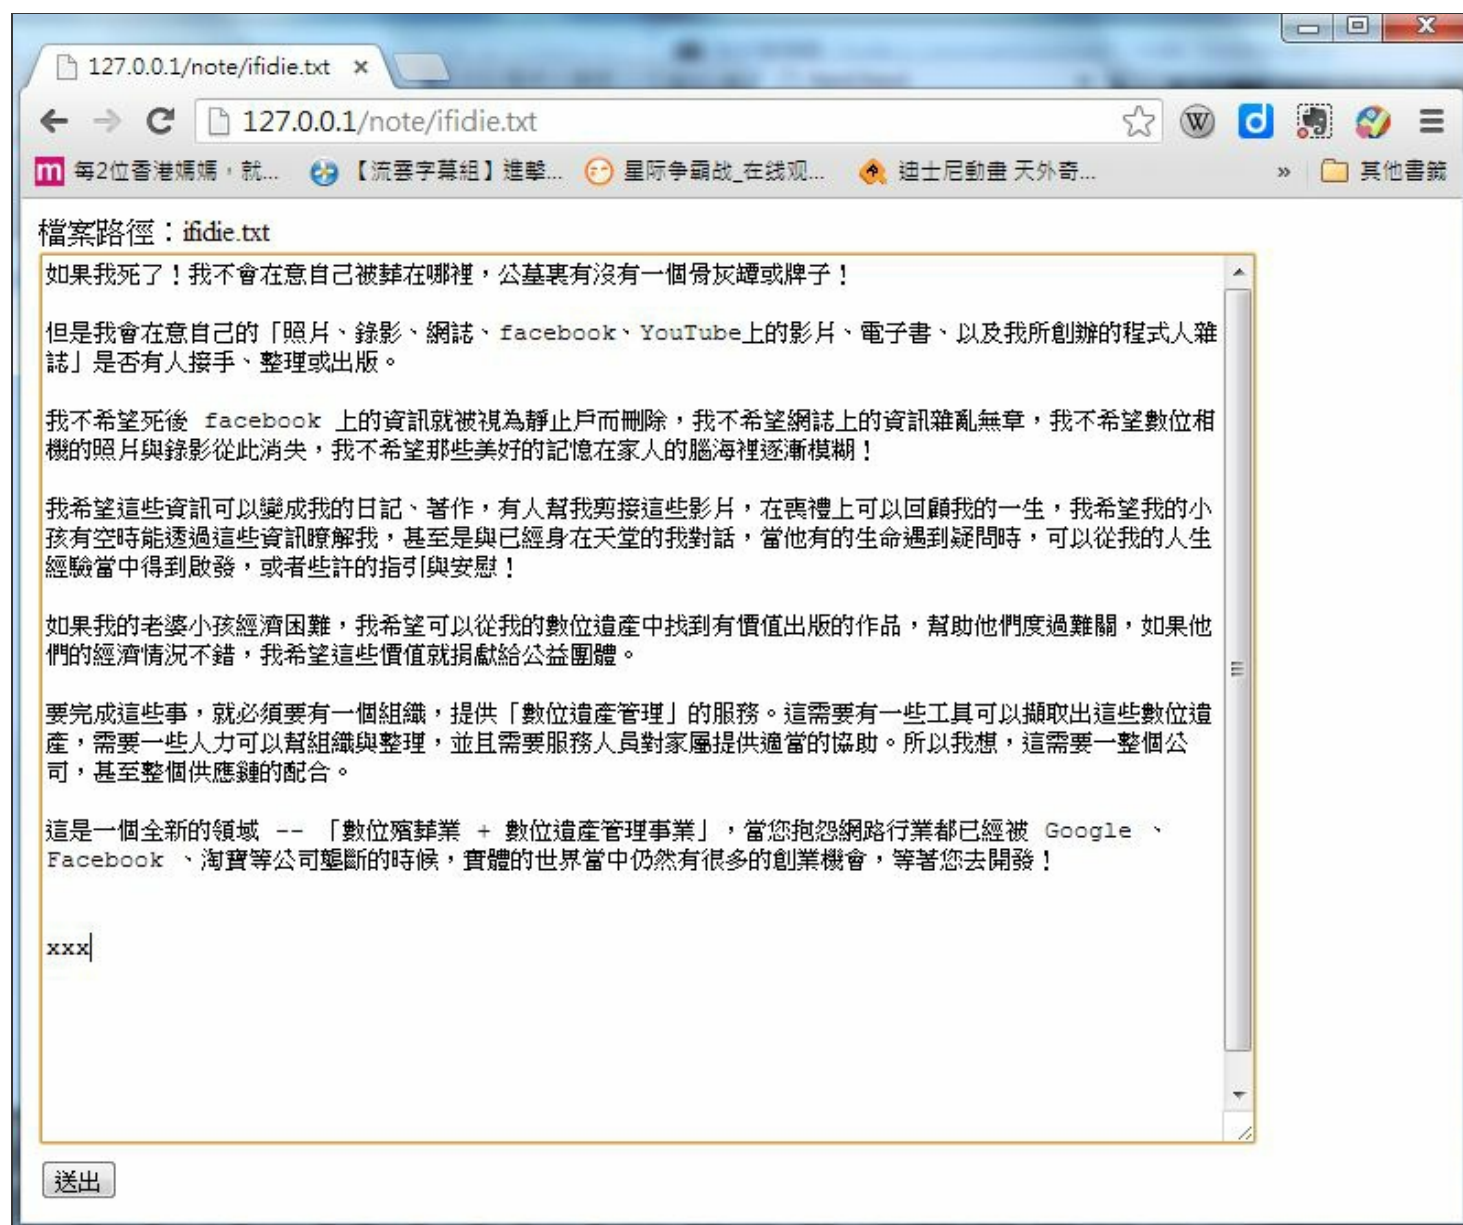 127.0.0.1/note/ifidie.txt
127.0.0.1/note/ifidie.txt
每2位香港媽媽，就...
【流雲字幕組】進擊...
星际争霸战_在线观...
迪士尼動畫 天外奇...
»
其他書籤
檔案路徑：ifidie.txt
如果我死了！我不會在意自己被葬在哪裡，公墓裏有沒有一個骨灰罈或牌子！
但是我會在意自己的「照片、錄影、網誌、facebook、YouTube上的影片、電子書、以及我所創辦的程式人雜
誌」是否有人接手、整理或出版。
我不希望死後 facebook 上的資訊就被視為靜止戶而刪除，我不希望網誌上的資訊雜亂無章，我不希望數位相
機的照片與錄影從此消失，我不希望那些美好的記憶在家人的腦海裡逐漸模糊！
我希望這些資訊可以變成我的日記、著作，有人幫我剪接這些影片，在喪禮上可以回顧我的一生，我希望我的小
孩有空時能透過這些資訊瞭解我，甚至是與已經身在天堂的我對話，當他有的生命遇到疑問時，可以從我的人生
經驗當中得到啟發，或者些許的指引與安慰！
如果我的老婆小孩經濟困難，我希望可以從我的數位遺產中找到有價值出版的作品，幫助他們度過難關，如果他
們的經濟情況不錯，我希望這些價值就捐獻給公益團體。
要完成這些事，就必須要有一個組織，提供「數位遺產管理」的服務。這需要有一些工具可以擷取出這些數位遺
產，需要一些人力可以幫組織與整理，並且需要服務人員對家屬提供適當的協助。所以我想，這需要一整個公
司，甚至整個供應鏈的配合。
這是一個全新的領域 -- 「數位殯葬業 + 數位遺產管理事業」，當您抱怨網路行業都已經被 Google 、
Facebook 、淘寶等公司壟斷的時候，實體的世界當中仍然有很多的創業機會，等著您去開發！
xxx
送出